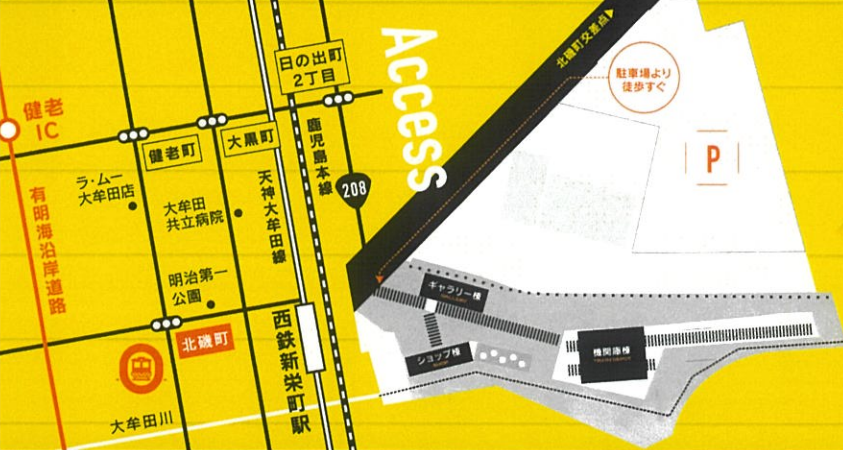 Access
日の出町
2丁目
健老
IC
健老町
大黒町
鹿児島本線
208
ラ・ムー
大牟田店
大牟田
共立病院
天神大牟田線
有明海沿岸道路
明治第一
公園
北磯町
西鉄新栄町駅
大牟田川
北磯町交差点
駐車場より
徒歩すぐ
P
ギャラリー棟
ショップ棟
機関庫棟